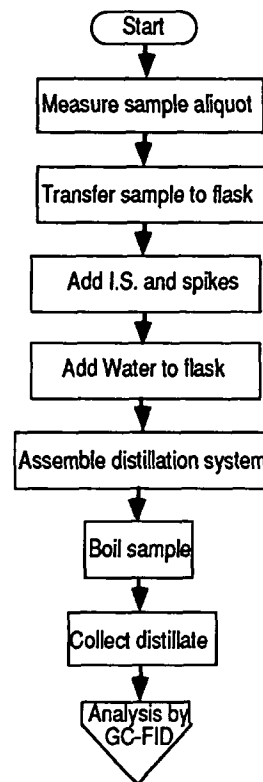 Start
Measure sample aliquot
Transfer sample to flask
Add I.S. and spikes
Add Water to flask
Assemble distillation system
Boil sample
Collect distillate
Analysis by
GC-FID